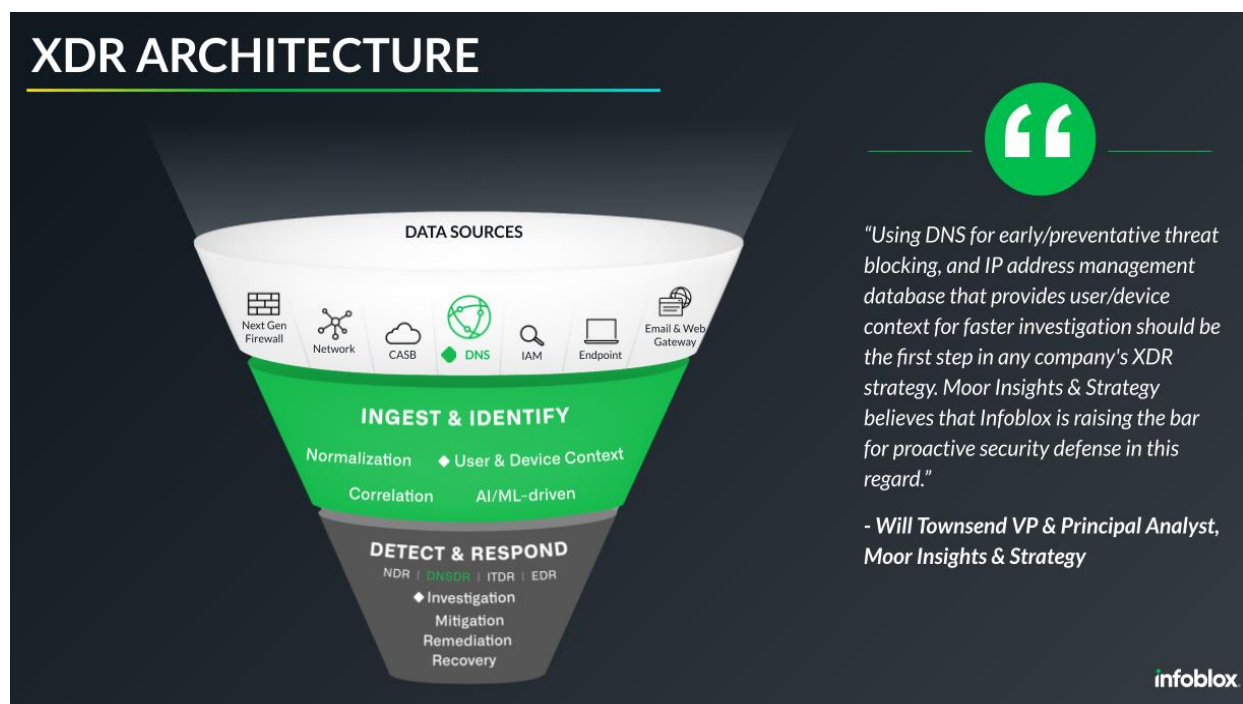 XDR ARCHITECTURE
DATA SOURCES
Next Gen
Firewall
Network
CASB
DNS
IAM
Endpoint
Email & Web
Gateway
INGEST & IDENTIFY
Normalization
User & Device Context
Correlation
AI/ML-driven
DETECT & RESPOND
NDR | DNSDR | ITDR | EDR
Investigation
Mitigation
Remediation
Recovery
“Using DNS for early/preventative threat
blocking, and IP address management
database that provides user/device
context for faster investigation should be
the first step in any company's XDR
strategy. Moor Insights & Strategy
believes that Infoblox is raising the bar
for proactive security defense in this
regard.”
- Will Townsend VP & Principal Analyst,
Moor Insights & Strategy
infoblox